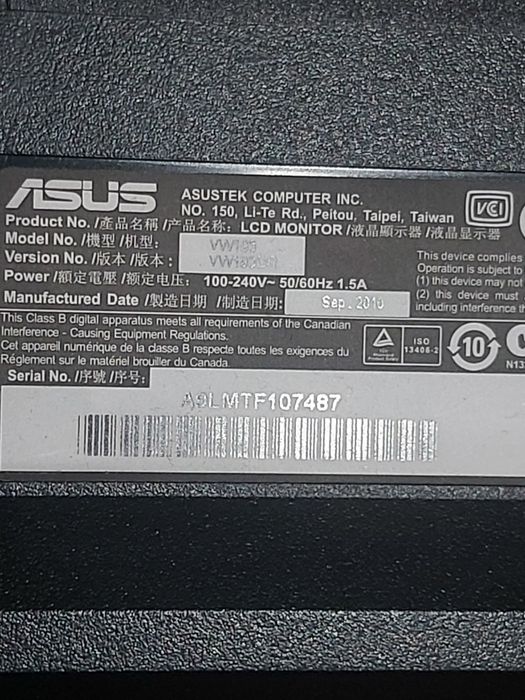 ASUS
ASUSTEK COMPUTER INC.
NO. 150, Li-Te Rd., Peitou, Taipei, Taiwan
VCI
Product No. /產品名稱 /产品名称: LCD MONITOR /液晶顯示器 /液晶显示器
Model No. /機型 /机型:
Version No. /版本 /版本:
Power /額定電壓 /额定电压: 100-240V~ 50/60Hz 1.5A
Manufactured Date /製造日期 /制造日期: Sep. 2010
This device complies
Operation is subject to
(1) this device may not
(2) this device must
including interference th
This Class B digital apparatus meets all requirements of the Canadian
Interference - Causing Equipment Regulations.
Cet appareil numérique de la classe B respecte toutes les exigences du
Réglement sur le matériel brouiller du Canada.
ISO
13406-2
10
N13
Serial No. /序號 /序号:
A9LMTF107487